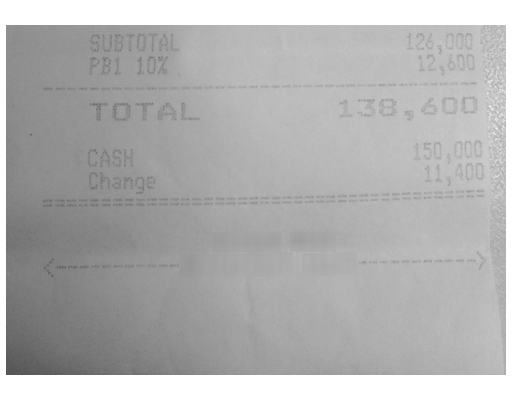 SUBTOTAL 126,000
PB1 10% 12,600
TOTAL 138,600
CASH 150,000
Change 11,400